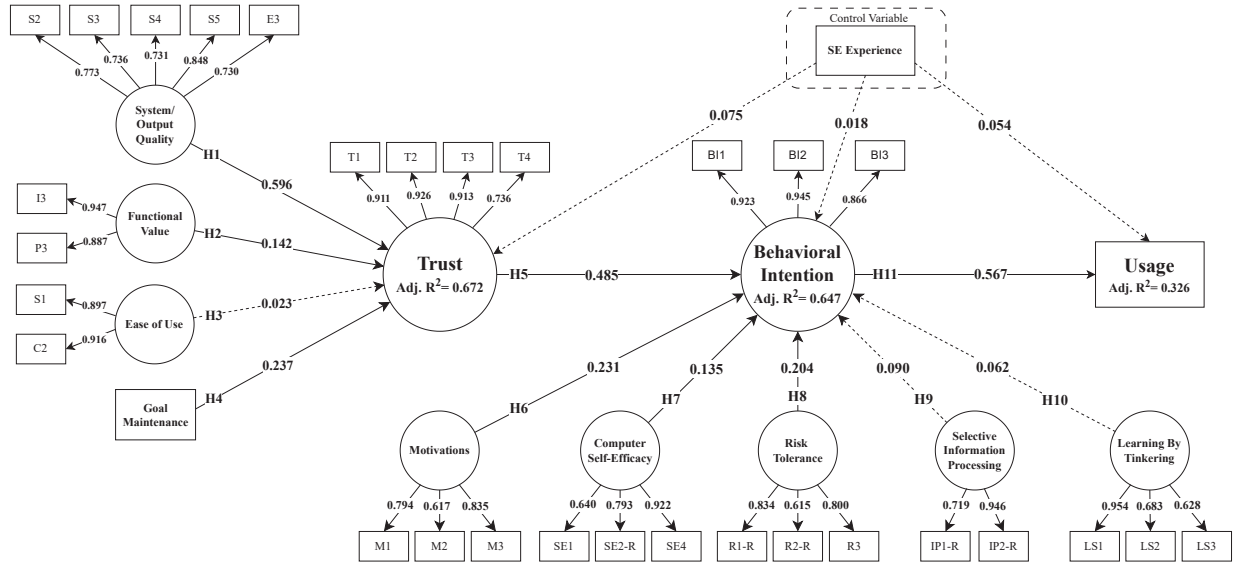 S2
S3
S4
S5
E3
0.773
0.736
0.731
0.848
0.730
System/
Output
Quality
Control Variable
SE Experience
0.075
0.018
0.054
H1
0.596
T1
T2
T3
T4
0.911
0.926
0.913
0.736
BI1
BI2
BI3
0.923
0.945
0.866
I3
P3
0.947
0.887
Functional
Value
H2
0.142
S1
C2
0.897
0.916
Ease of Use
H3
0.023
Goal
Maintenance
H4
0.237
Trust
Adj. R²= 0.672
H5
0.485
Behavioral
Intention
Adj. R²= 0.647
H11
0.567
Usage
Adj. R²= 0.326
0.231
H6
0.135
H7
0.204
H8
0.090
H9
0.062
H10
Motivations
Computer
Self-Efficacy
Risk
Tolerance
Selective
Information
Processing
Learning By
Tinkering
0.794
0.617
0.835
0.640
0.793
0.922
0.834
0.615
0.800
0.719
0.946
0.954
0.683
0.628
M1
M2
M3
SE1
SE2-R
SE4
R1-R
R2-R
R3
IP1-R
IP2-R
LS1
LS2
LS3